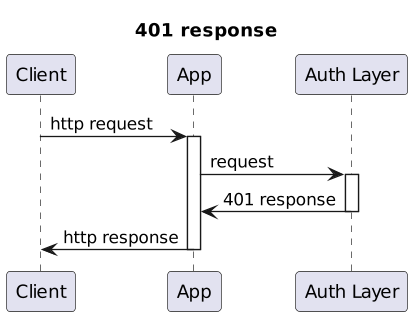 401 response
Client App Auth Layer
http request
request
401 response
http response
Client App Auth Layer